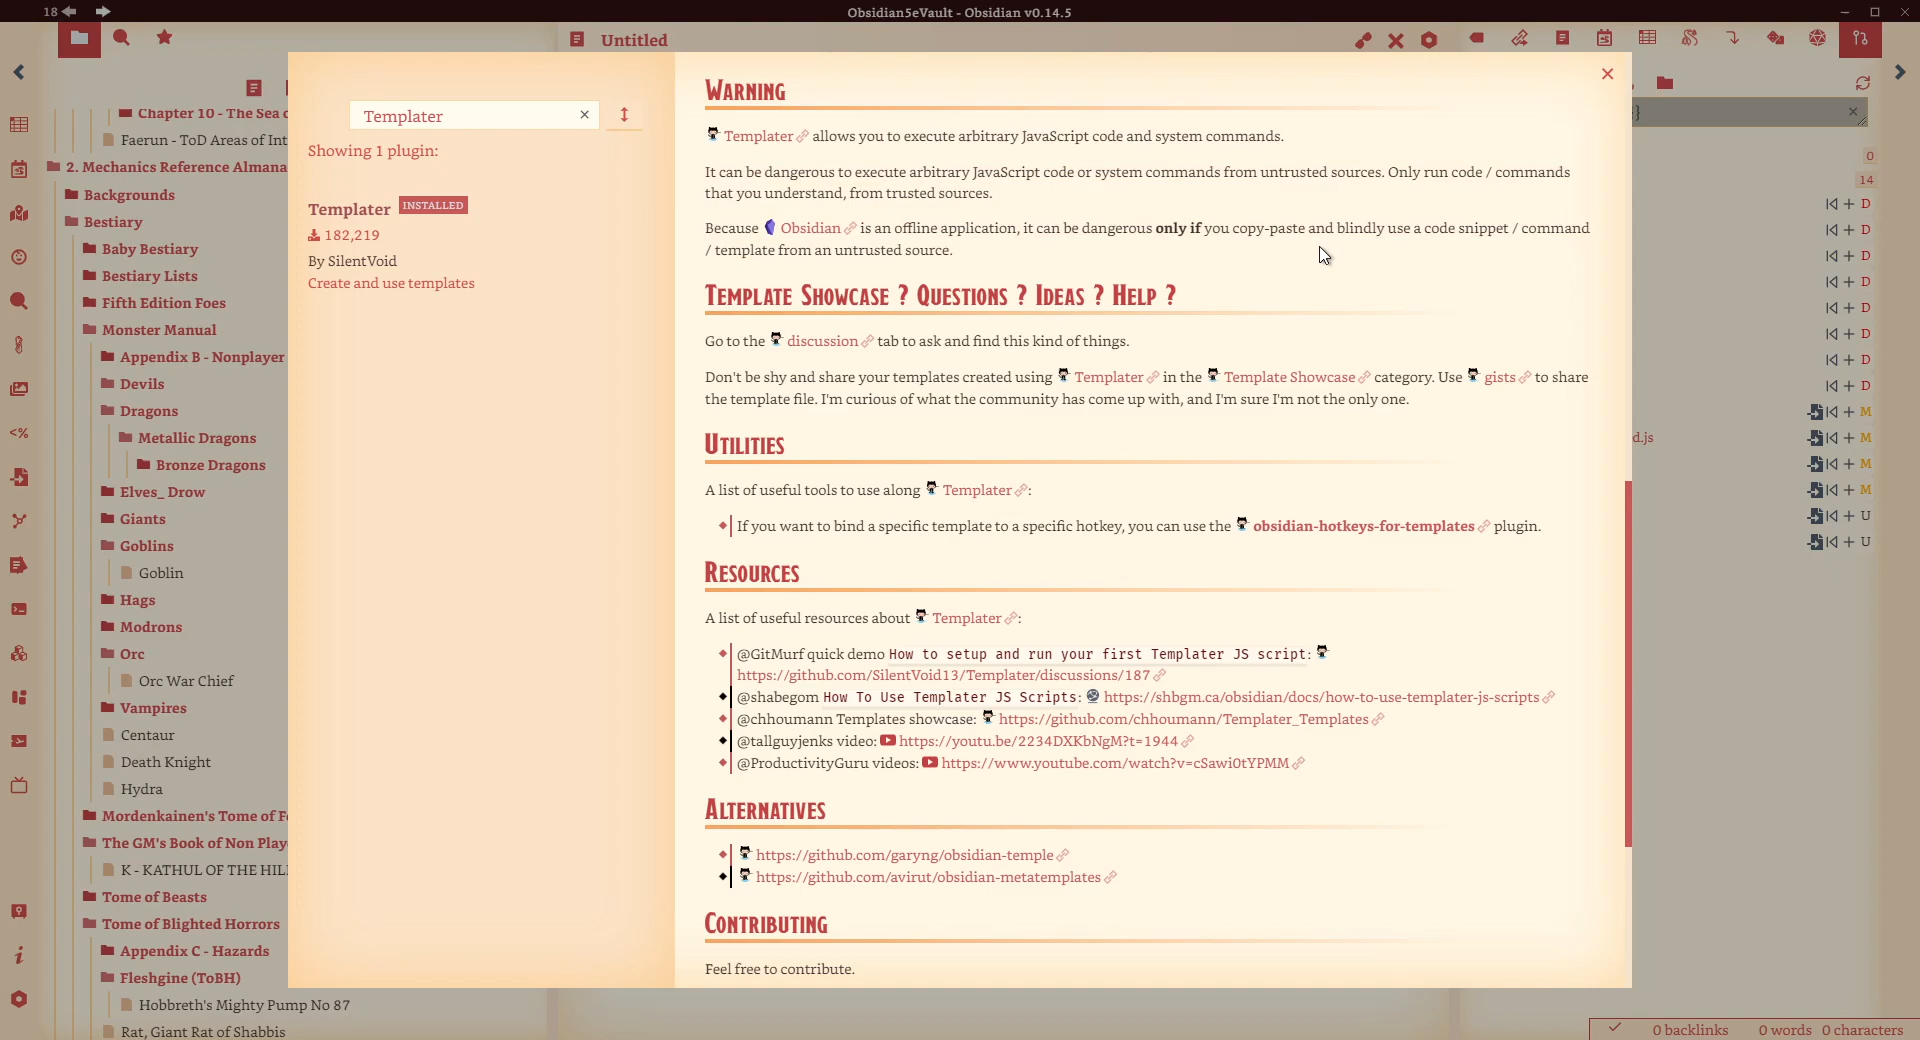 18
Obsidian5eVault - Obsidian v0.14.5
Untitled
Chapter 10 - The Sea o
Faerun - ToD Areas of Int
2. Mechanics Reference Almana
Backgrounds
Bestiary
Baby Bestiary
Bestiary Lists
Fifth Edition Foes
Monster Manual
Appendix B - Nonplayer
Devils
Dragons
Metallic Dragons
Bronze Dragons
Elves_ Drow
Giants
Goblins
Goblin
Hags
Modrons
Orc
Orc War Chief
Vampires
Centaur
Death Knight
Hydra
Mordenkainen's Tome of F
The GM's Book of Non Play
K - KATHUL OF THE HIL
Tome of Beasts
Tome of Blighted Horrors
Appendix C - Hazards
Fleshgine (ToBH)
Hobbreth's Mighty Pump No 87
Rat, Giant Rat of Shabbis
<%
Templater
Showing 1 plugin:
Templater INSTALLED
182,219
By SilentVoid
Create and use templates
WARNING
Templater allows you to execute arbitrary JavaScript code and system commands.
It can be dangerous to execute arbitrary JavaScript code or system commands from untrusted sources. Only run code / commands
that you understand, from trusted sources.
Because Obsidian is an offline application, it can be dangerous only if you copy-paste and blindly use a code snippet / command
/ template from an untrusted source.
TEMPLATE SHOWCASE ? QUESTIONS ? IDEAS ? HELP ?
Go to the discussion tab to ask and find this kind of things.
Don't be shy and share your templates created using Templater in the Template Showcase category. Use gists to share
the template file. I'm curious of what the community has come up with, and I'm sure I'm not the only one.
UTILITIES
A list of useful tools to use along Templater :
If you want to bind a specific template to a specific hotkey, you can use the obsidian-hotkeys-for-templates plugin.
RESOURCES
A list of useful resources about Templater :
@GitMurf quick demo How to setup and run your first Templater JS script:
https://github.com/SilentVoid13/Templater/discussions/187
@shabegom How To Use Templater JS Scripts: https://shbgm.ca/obsidian/docs/how-to-use-templater-js-scripts
@chhoumann Templates showcase: https://github.com/chhoumann/Templater_Templates
@tallguyjenks video: https://youtu.be/2234DXKbNgM?t=1944
@ProductivityGuru videos: https://www.youtube.com/watch?v=cSawi0tYPMM
ALTERNATIVES
https://github.com/garyng/obsidian-temple
https://github.com/avirut/obsidian-metatemplates
CONTRIBUTING
Feel free to contribute.
}
0
14
D
D
D
D
D
D
D
D
M
d.js M
M
M
U
U
0 backlinks 0 words 0 characters